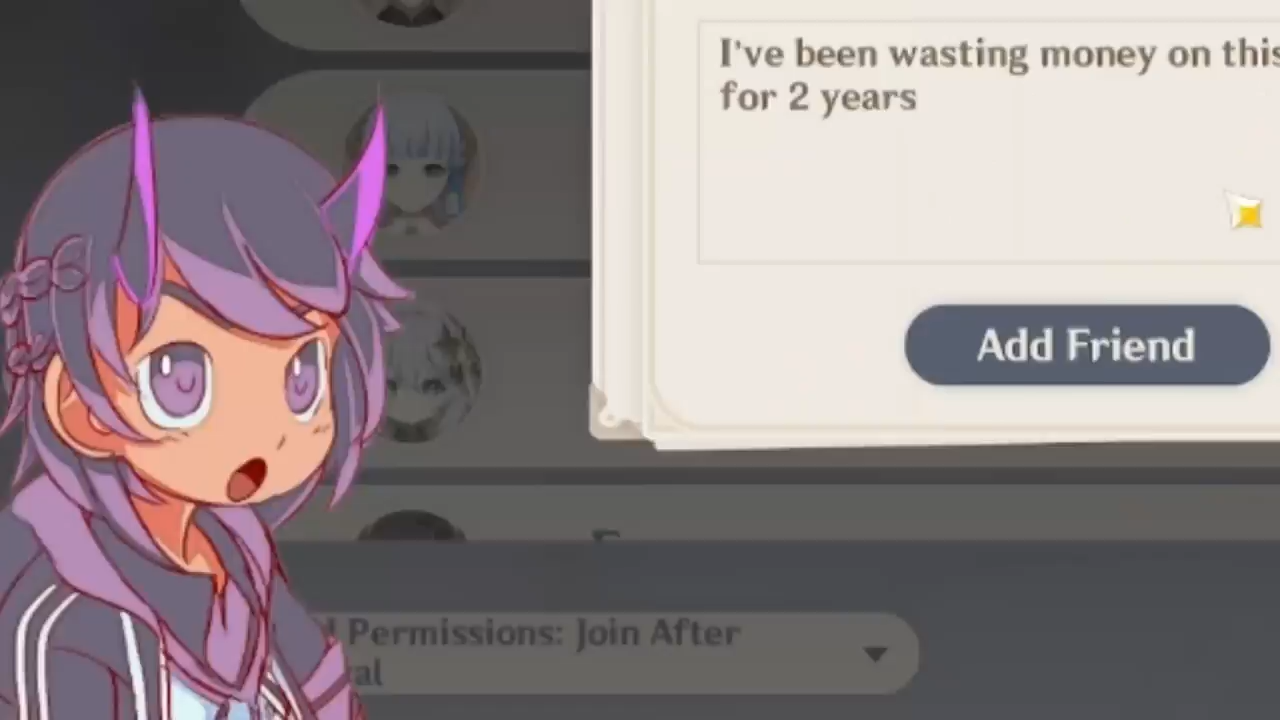 I've been wasting money on this
for 2 years
Add Friend
Permissions: Join After